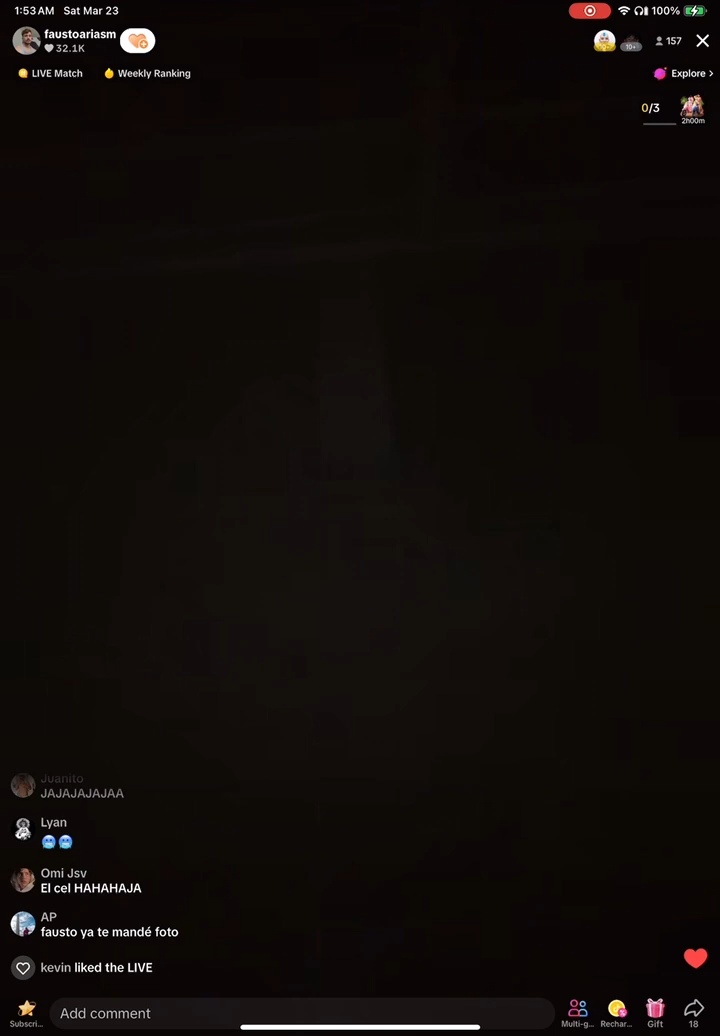 1:53 AM Sat Mar 23
100%
faustoariasm
32.1K
10+
157
LIVE Match
Weekly Ranking
Explore >
0/3
2h00m
Juanito
JAJAJAJAJAA
Lyan
Omi Jsv
El cel HAHAHAJA
AP
fausto ya te mandé foto
kevin liked the LIVE
Subscri...
Add comment
Multi-g...
Rechar...
Gift
18